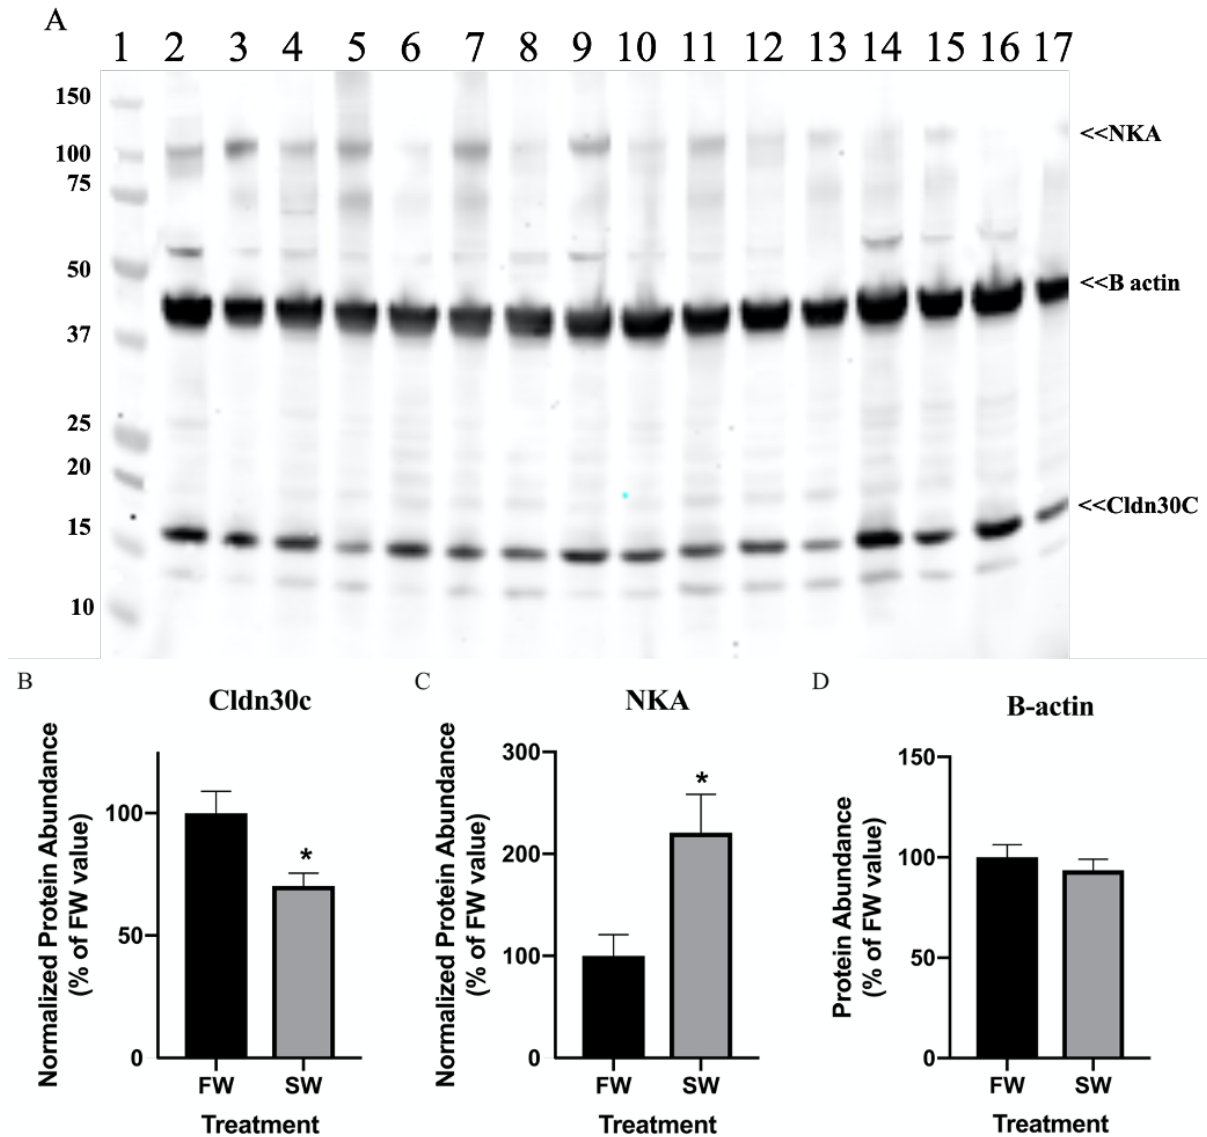 A
1 2 3 4 5 6 7 8 9 10 11 12 13 14 15 16 17
150
<<NKA
100
75
50
<<B actin
37
25
20
<<Cldn30C
15
10
B
Cldn30c
Normalized Protein Abundance
(% of FW value)
100
*
50
0
FW SW
Treatment
C
NKA
Normalized Protein Abundance
(% of FW value)
300
*
200
100
0
FW SW
Treatment
D
B-actin
Protein Abundance
(% of FW value)
150
100
50
0
FW SW
Treatment